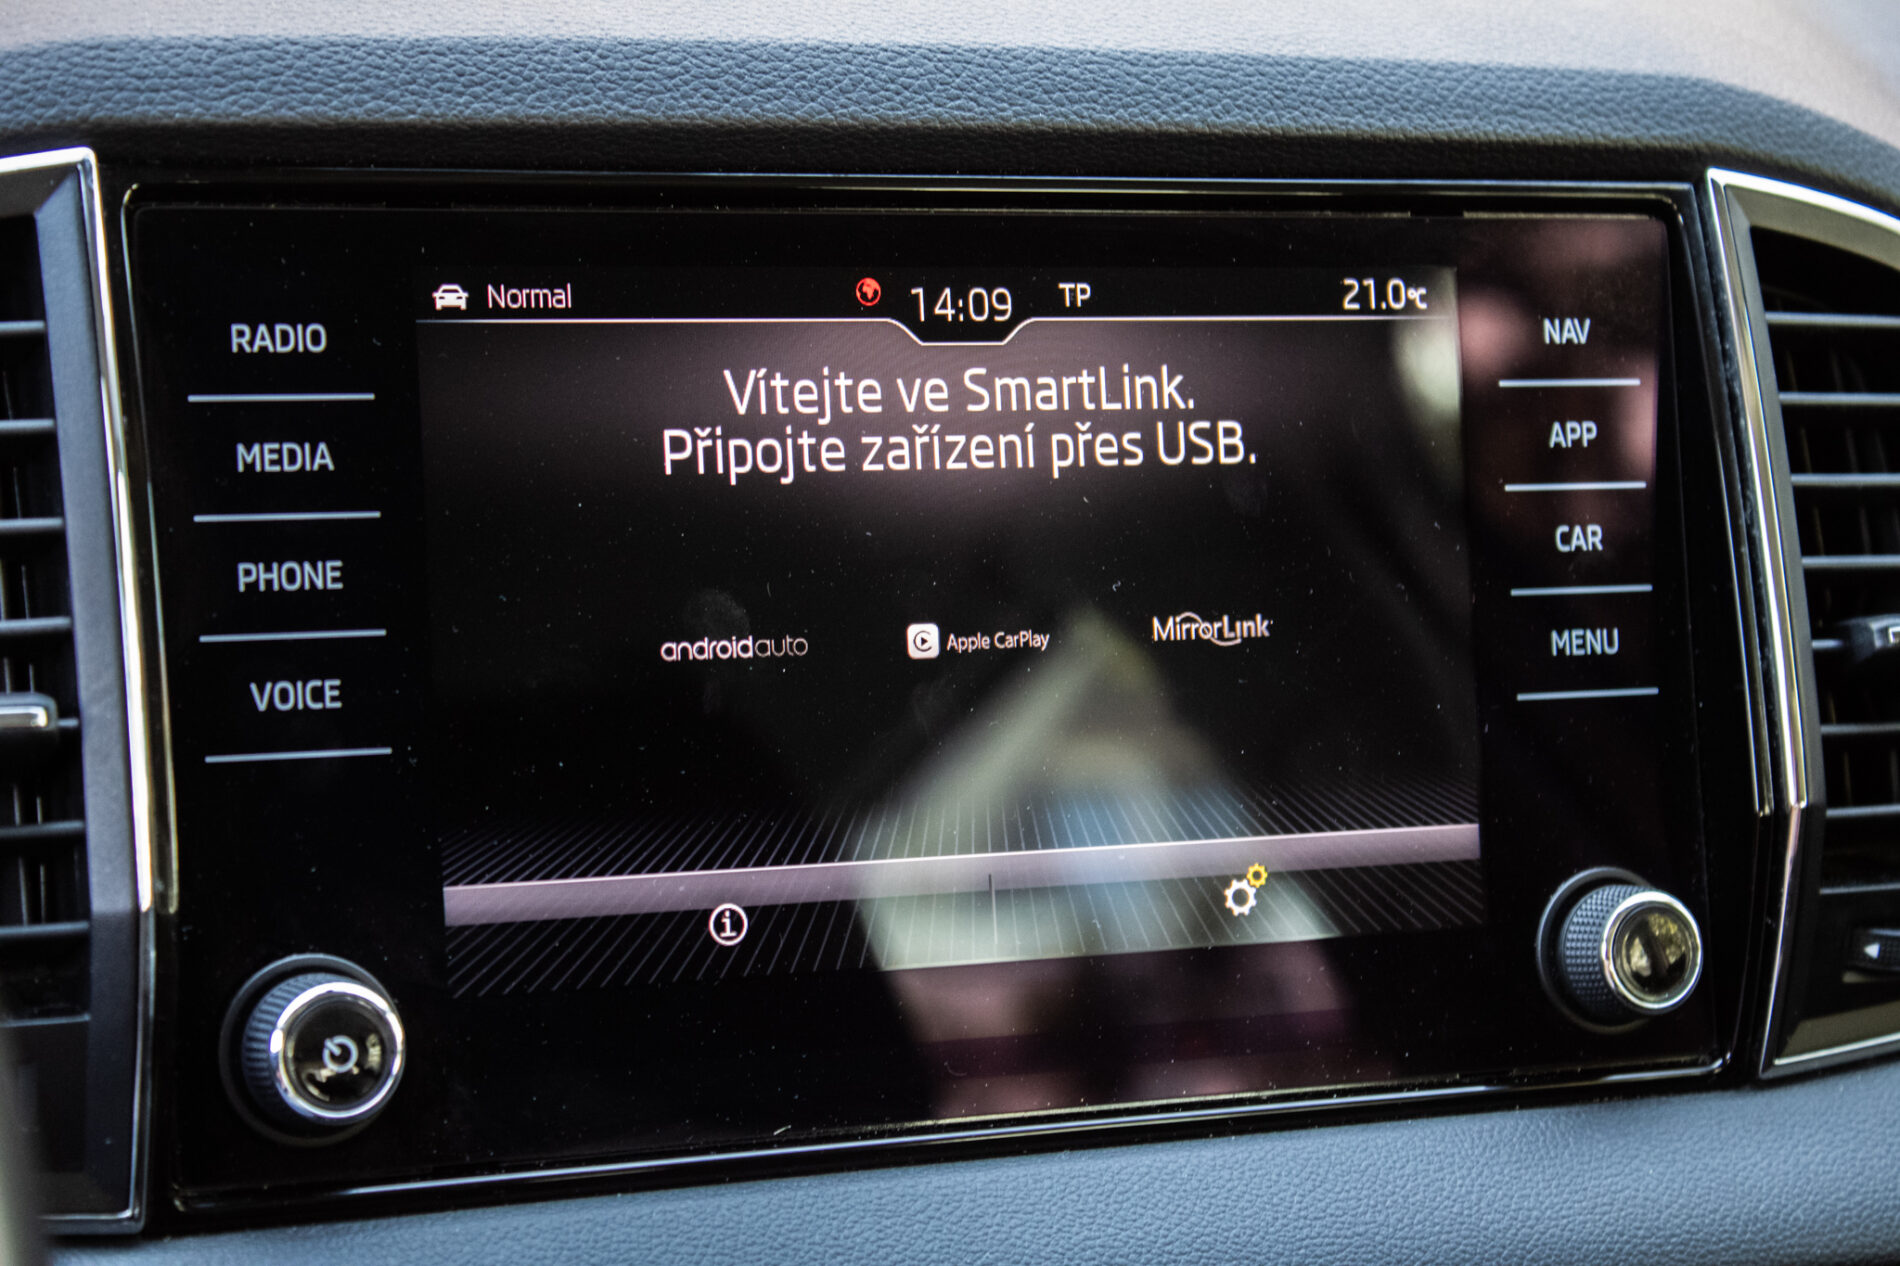 Normal
14:09
TP
21.0°C
RADIO
MEDIA
PHONE
VOICE
Vítejte ve SmartLink.
Připojte zařízení přes USB.
androidauto
Apple CarPlay
MirrorLink
i
NAV
APP
CAR
MENU